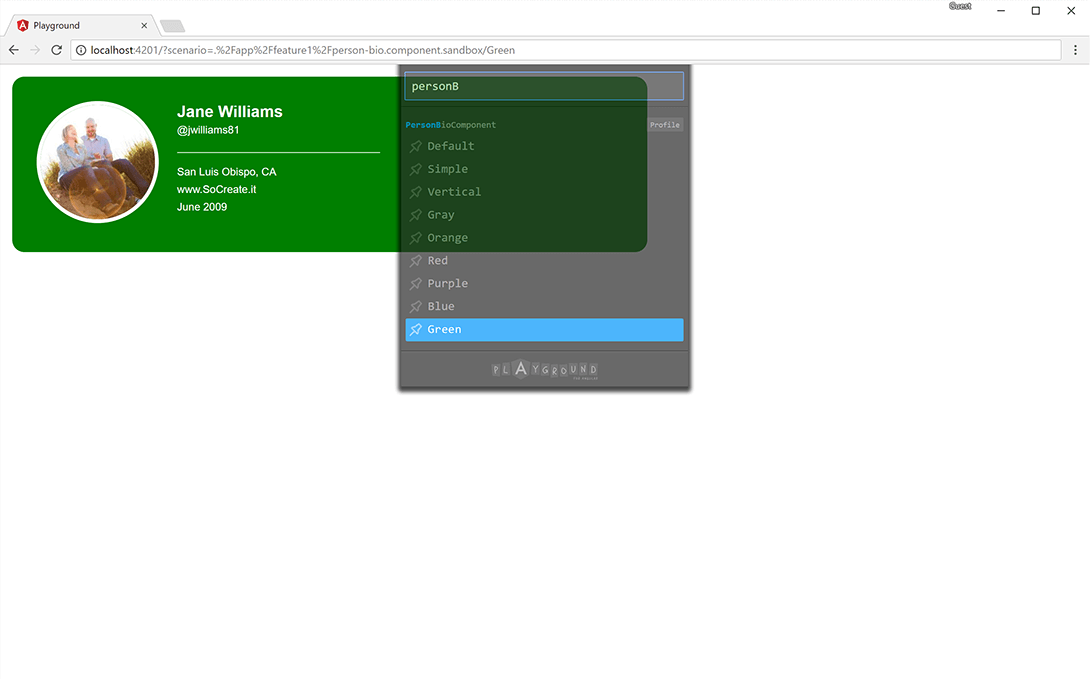 Guest
Playground
localhost:4201/?scenario=.%2Fapp%2Ffeature1%2Fperson-bio.component.sandbox/Green
personB
Jane Williams
@jwilliams81
San Luis Obispo, CA
www.SoCreate.it
June 2009
PersonBioComponent Profile
Default
Simple
Vertical
Gray
Orange
Red
Purple
Blue
Green
PLAYGROUND